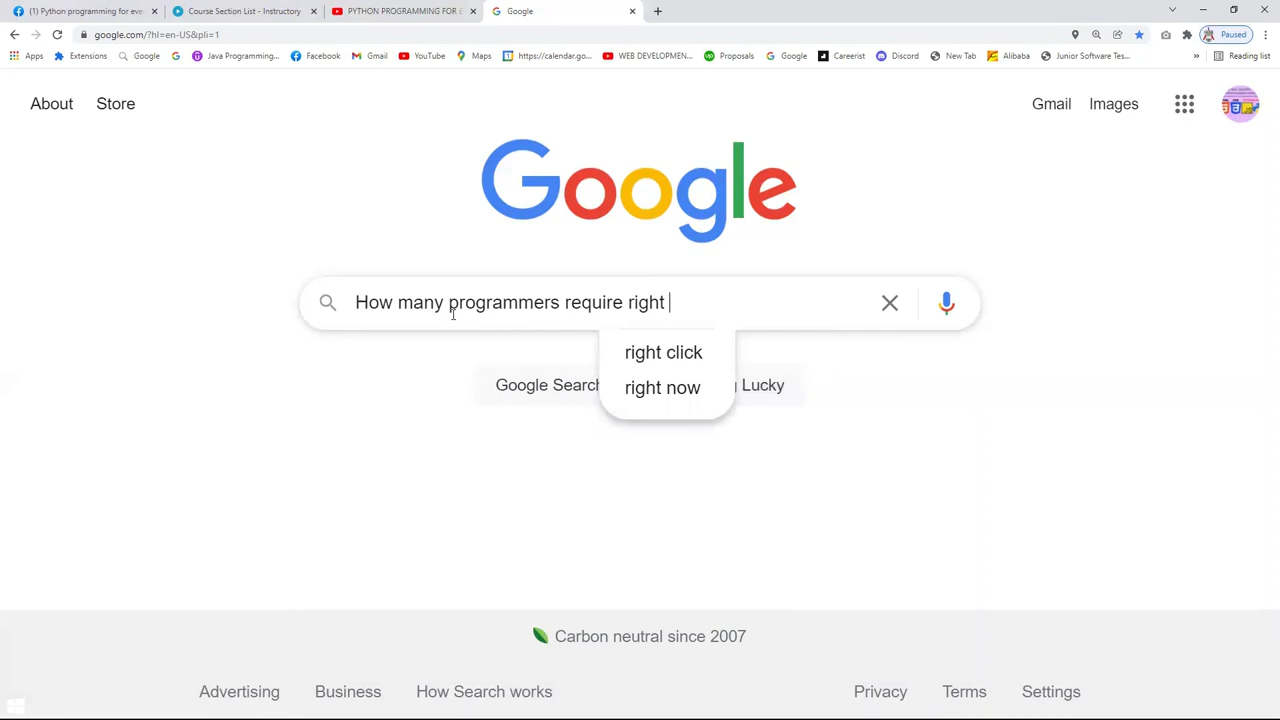 (1) Python programming for eve
Course Section List - Instructory
PYTHON PROGRAMMING FOR E
Google
google.com/?hl=en-US&pli=1
Paused
Apps Extensions Google Java Programming... Facebook Gmail YouTube Maps https://calendar.go... WEB DEVELOPMEN... Proposals Google Careerist Discord New Tab Alibaba Junior Software Tes... » Reading list
About Store Gmail Images
Google
How many programmers require right
right click
right now
Google Search Lucky
Carbon neutral since 2007
Advertising Business How Search works Privacy Terms Settings